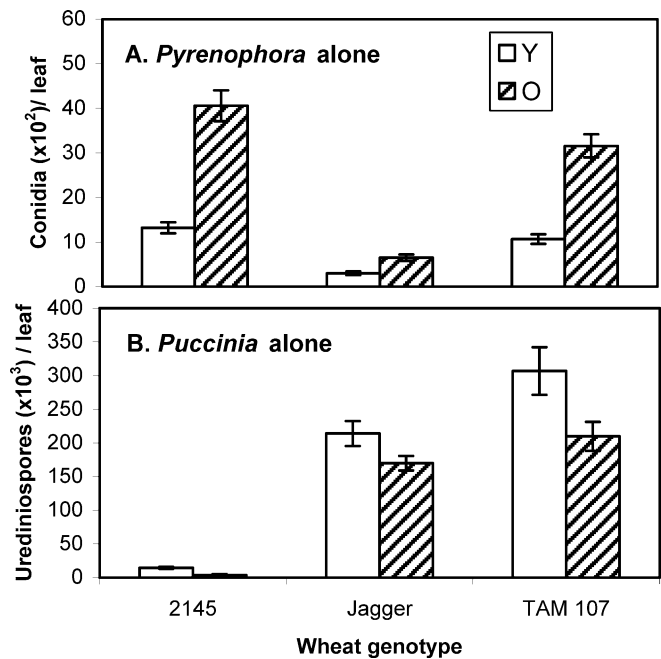 A. Pyrenophora alone
Y
O
Conidia (x10²)/ leaf
60
50
40
30
20
10
0
B. Puccinia alone
Urediniospores (x10³) / leaf
400
350
300
250
200
150
100
50
0
2145 Jagger TAM 107
Wheat genotype